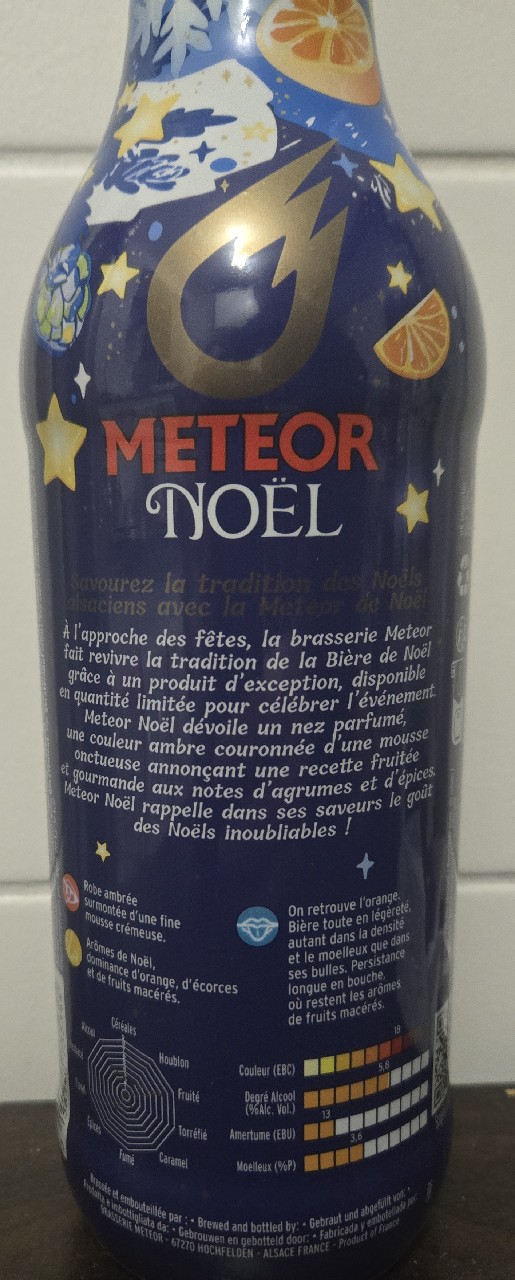 METEOR
NOËL
Savourez la tradition des Noëls
alsaciens avec la Meteor de Noël
À l'approche des fêtes, la brasserie Meteor
fait revivre la tradition de la Bière de Noël
grâce à un produit d'exception, disponible
en quantité limitée pour célébrer l'événement.
Meteor Noël dévoile un nez parfumé,
une couleur ambre couronnée d'une mousse
onctueuse annonçant une recette fruitée
et gourmande aux notes d'agrumes et d'épices.
Meteor Noël rappelle dans ses saveurs le goût
des Noëls inoubliables !
Robe ambrée
surmontée d'une fine
mousse crémeuse.
Arômes de Noël,
dominance d'orange, d'écorces
et de fruits macérés.
On retrouve l'orange.
Bière toute en légèreté,
autant dans la densité
et le moelleux que dans
ses bulles. Persistance
longue en bouche,
où restent les arômes
de fruits macérés.
Alcool
Céréales
Houblon
Fruité
Torréfié
Caramel
Fumé
Épices
18
Couleur (EBC)
5,8
Degré Alcool
(%Alc. Vol.)
13
Amertume (EBU)
3,6
Moelleux (%P)
Brassée et embouteillée par : • Brewed and bottled by: • Gebraut und abgefüllt von: •
Prodotta e imbottigliata da: • Gebrouwen en gebotteld door: • Fabricada y embotellada por:
BRASSERIE METEOR - 67270 HOCHFELDEN - ALSACE FRANCE - Product of France